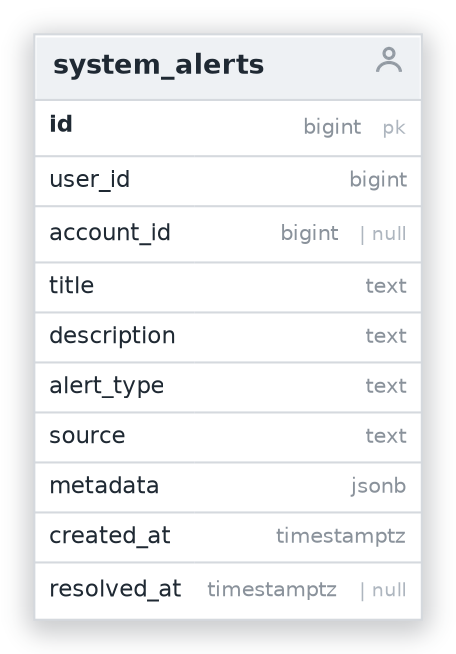 system_alerts
id bigint pk
user_id bigint
account_id bigint | null
title text
description text
alert_type text
source text
metadata jsonb
created_at timestamptz
resolved_at timestamptz | null